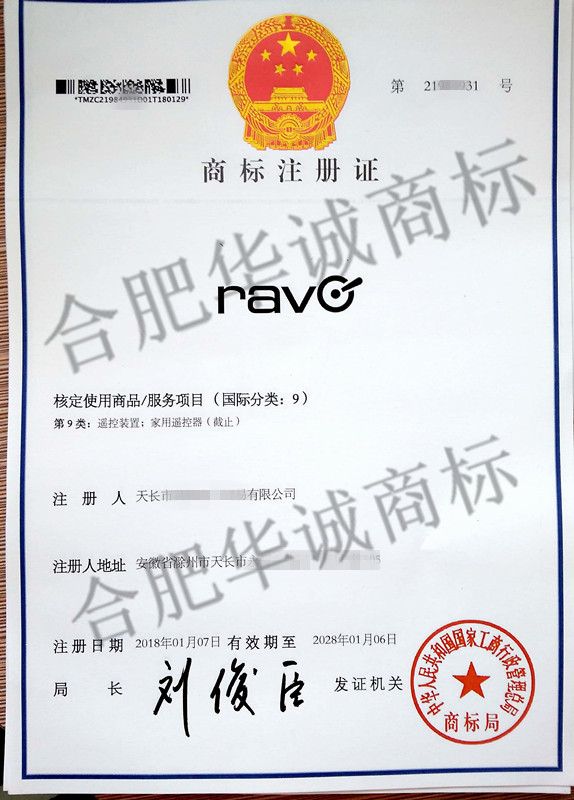 第 21 31 号
*TMZC219 01T180129*
商标注册证
ravo
核定使用商品/服务项目（国际分类：9）
第9类：遥控装置；家用遥控器（截止）
注册人 天长市 有限公司
注册人地址 安徽省滁州市天长市
注册日期 2018年01月07日 有效期至 2028年01月06日
局长 刘俊臣 发证机关
中华人民共和国国家工商行政管理总局
商标局
合肥华诚商标
合肥华诚商标